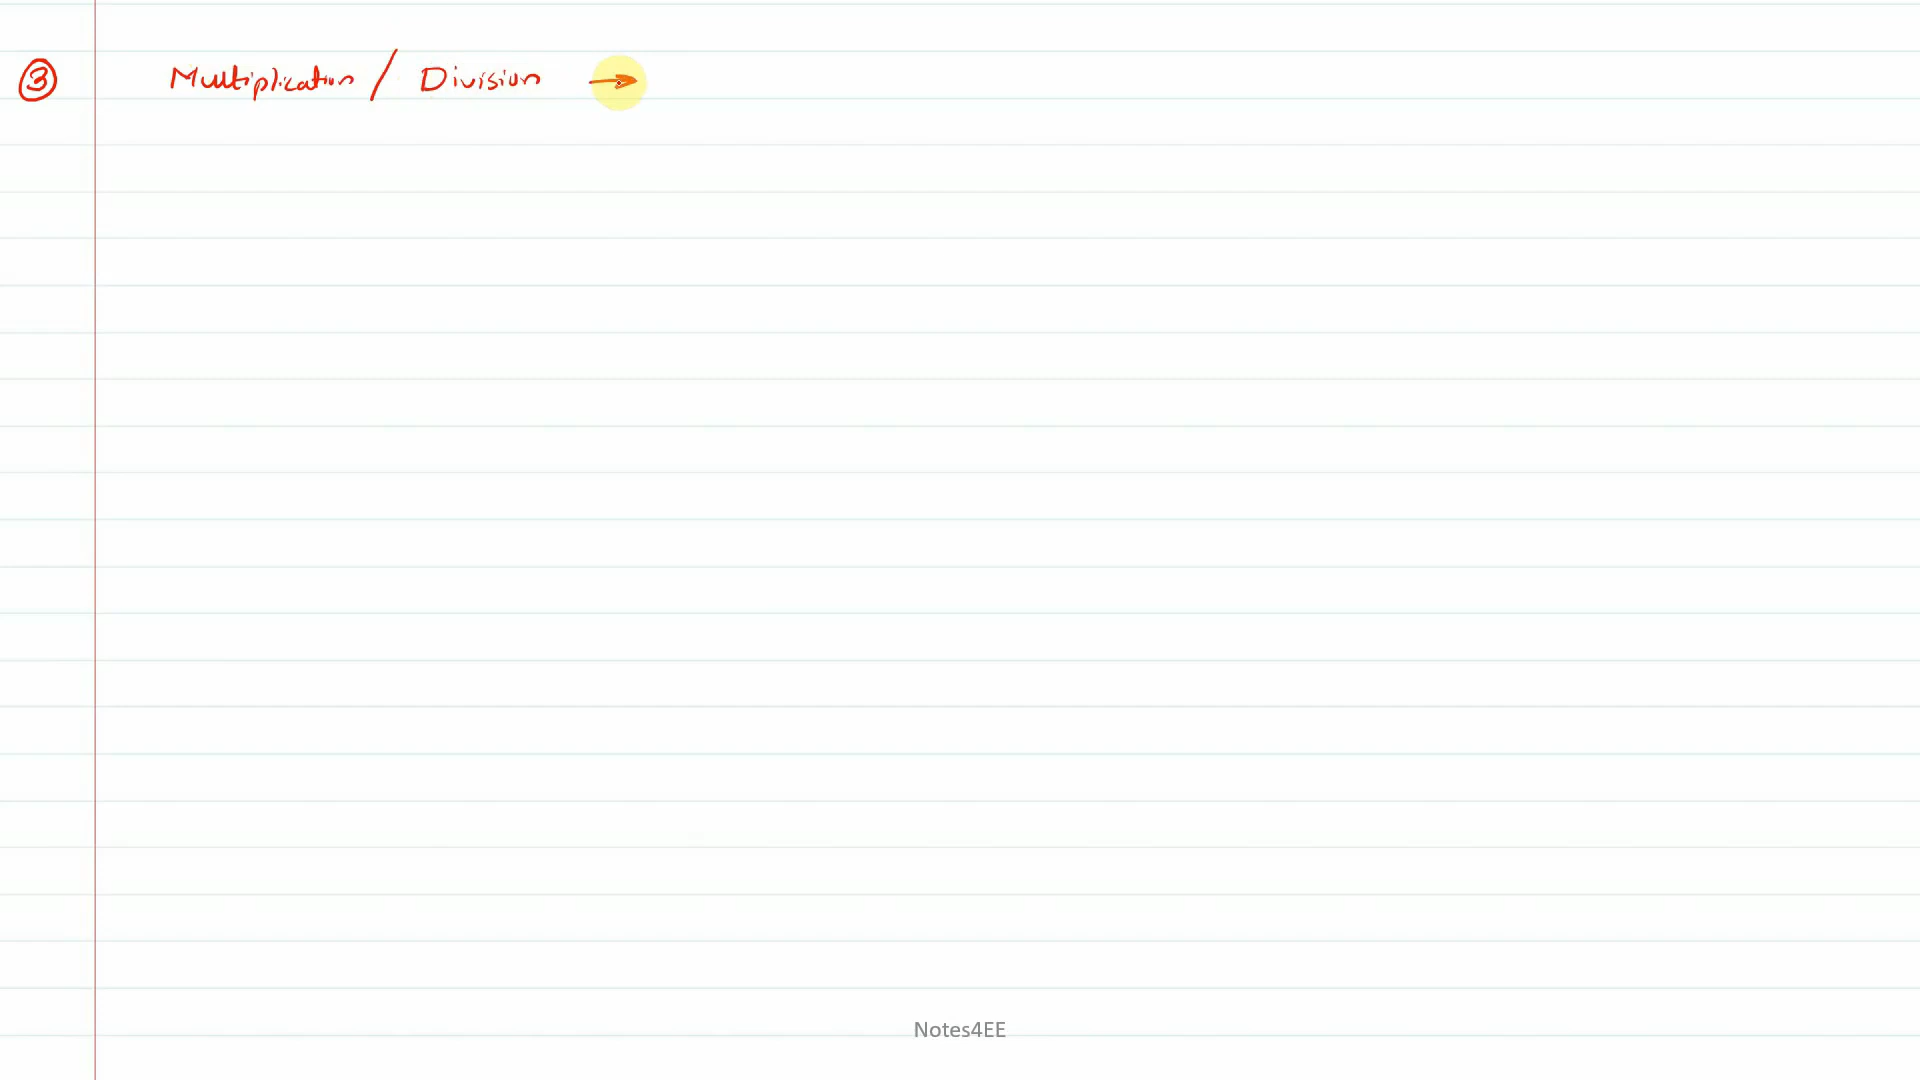 ③ Multiplication / Division →
Notes4EE